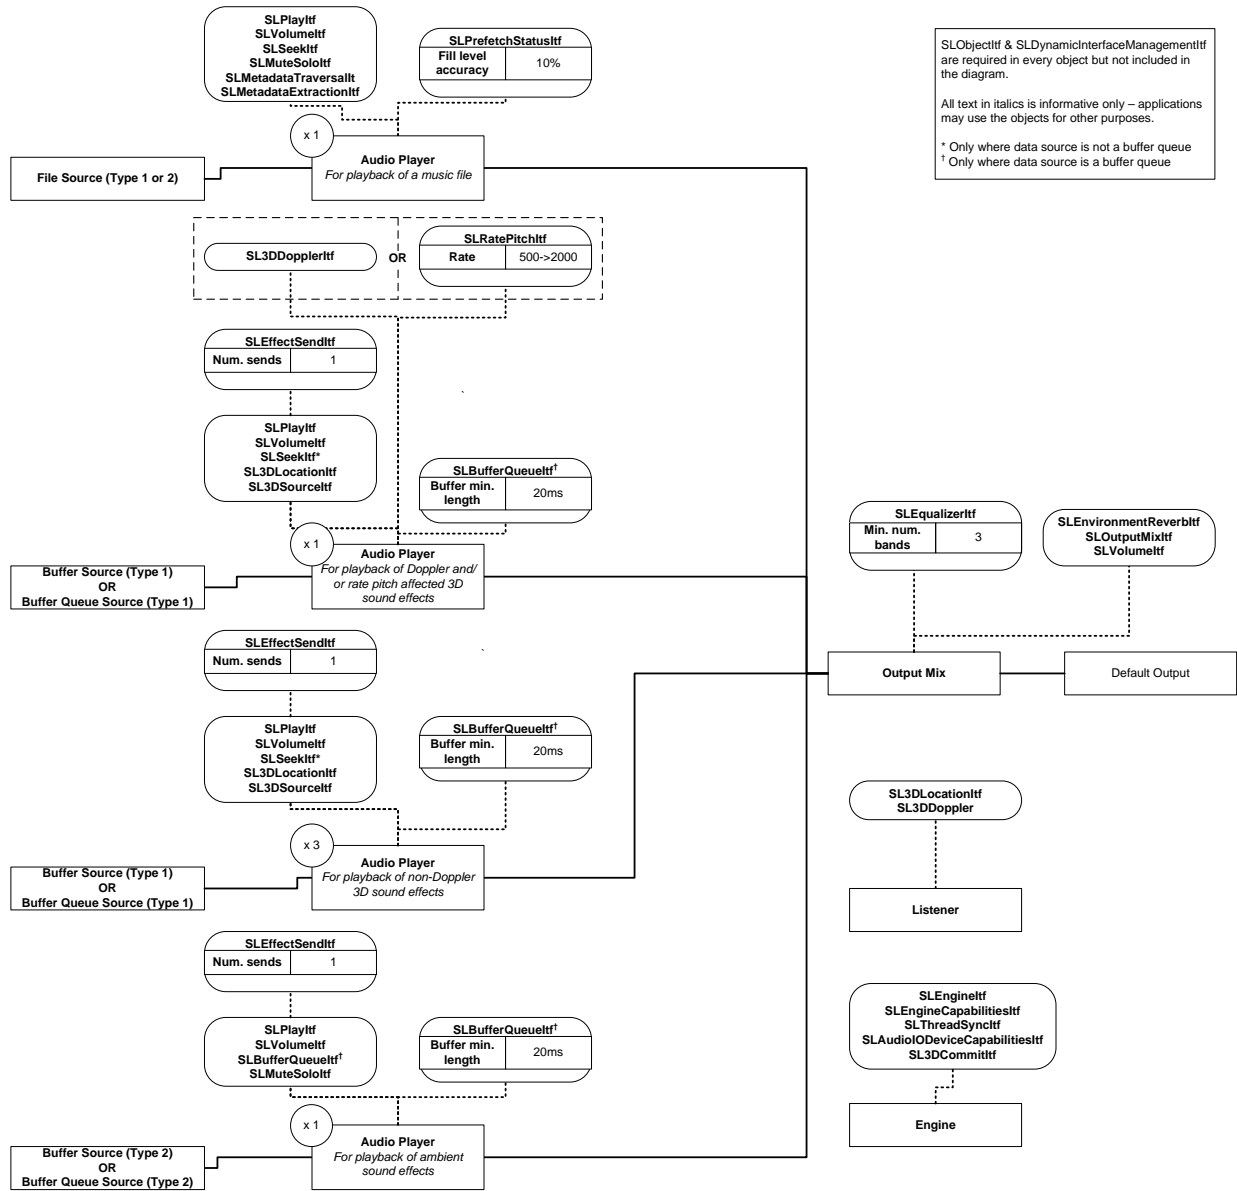 SLPlayItf
SLVolumeItf
SLSeekItf
SLMuteSoloItf
SLMetadataTraversalIt
SLMetadataExtractionItf
SLPrefetchStatusItf
Fill level
accuracy
10%
x 1
Audio Player
For playback of a music file
File Source (Type 1 or 2)
SLObjectItf & SLDynamicInterfaceManagementItf
are required in every object but not included in
the diagram.
All text in italics is informative only – applications
may use the objects for other purposes.
* Only where data source is not a buffer queue
† Only where data source is a buffer queue
SL3DDopplerItf
OR
SLRatePitchItf
Rate
500->2000
SLEffectSendItf
Num. sends
1
SLPlayItf
SLVolumeItf
SLSeekItf*
SL3DLocationItf
SL3DSourceItf
SLBufferQueueItf†
Buffer min.
length
20ms
x 1
Audio Player
For playback of Doppler and/
or rate pitch affected 3D
sound effects
Buffer Source (Type 1)
OR
Buffer Queue Source (Type 1)
SLEqualizerItf
Min. num.
bands
3
SLEnvironmentReverbItf
SLOutputMixItf
SLVolumeItf
Output Mix
Default Output
SLEffectSendItf
Num. sends
1
SLPlayItf
SLVolumeItf
SLSeekItf*
SL3DLocationItf
SL3DSourceItf
SLBufferQueueItf†
Buffer min.
length
20ms
x 3
Audio Player
For playback of non-Doppler
3D sound effects
Buffer Source (Type 1)
OR
Buffer Queue Source (Type 1)
SL3DLocationItf
SL3DDoppler
Listener
SLEffectSendItf
Num. sends
1
SLPlayItf
SLVolumeItf
SLBufferQueueItf†
SLMuteSoloItf
SLBufferQueueItf†
Buffer min.
length
20ms
x 1
Audio Player
For playback of ambient
sound effects
Buffer Source (Type 2)
OR
Buffer Queue Source (Type 2)
SLEngineItf
SLEngineCapabilitiesItf
SLThreadSyncItf
SLAudioIODeviceCapabilitiesItf
SL3DCommitItf
Engine